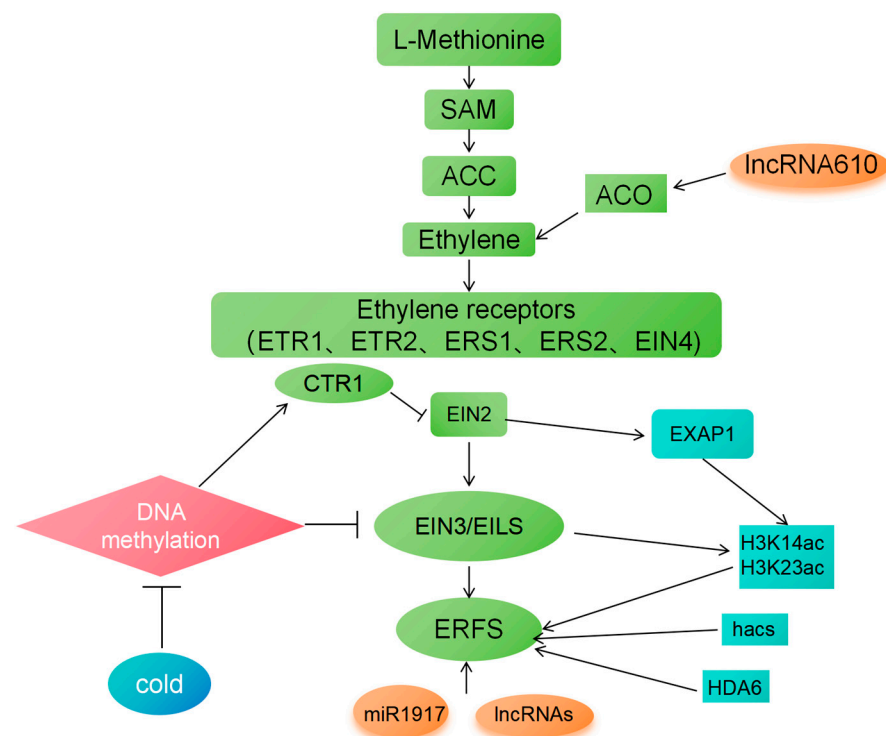 L-Methionine
SAM
ACC
lncRNA610
ACO
Ethylene
Ethylene receptors
(ETR1、ETR2、ERS1、ERS2、EIN4)
CTR1
EIN2
EXAP1
DNA
methylation
EIN3/EILS
H3K14ac
H3K23ac
ERFS
hacs
cold
HDA6
miR1917
lncRNAs